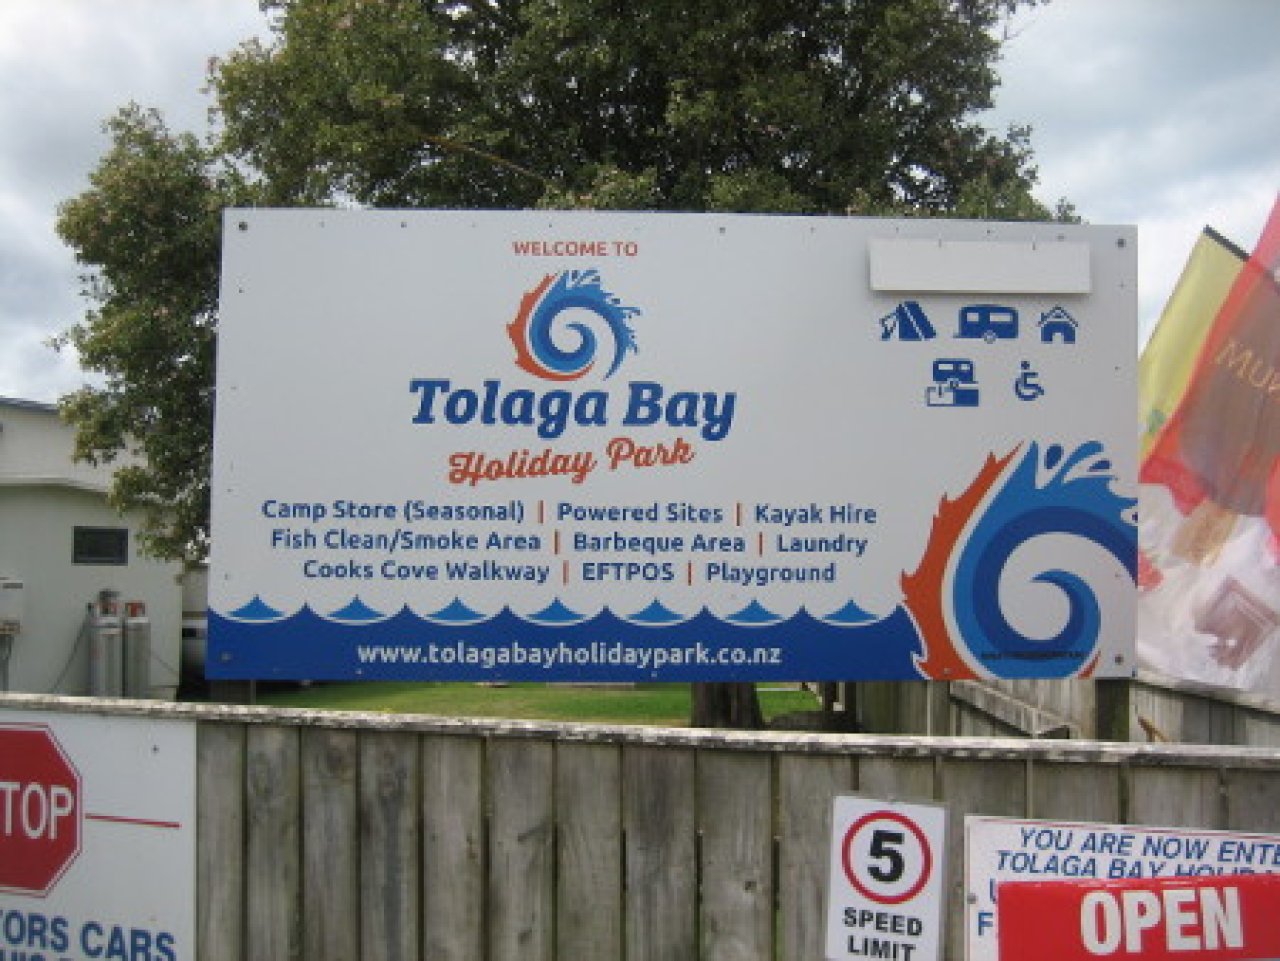 WELCOME TO
Tolaga Bay
Holiday Park
Camp Store (Seasonal) | Powered Sites | Kayak Hire
Fish Clean/Smoke Area | Barbeque Area | Laundry
Cooks Cove Walkway | EFTPOS | Playground
www.tolagabayholidaypark.co.nz
TOP
ORS CARS
5
SPEED
LIMIT
YOU ARE NOW ENTE
TOLAGA BAY
OPEN